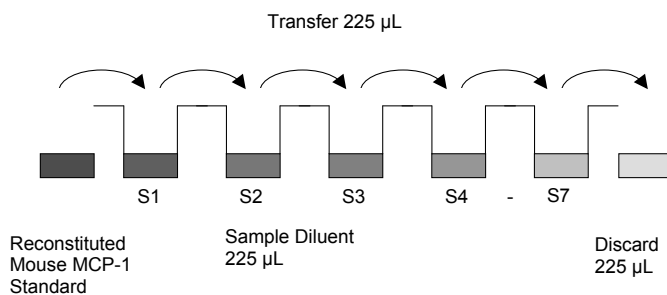 Transfer 225 µL
S1 S2 S3 S4 - S7
Reconstituted
Mouse MCP-1
Standard
Sample Diluent
225 µL
Discard
225 µL